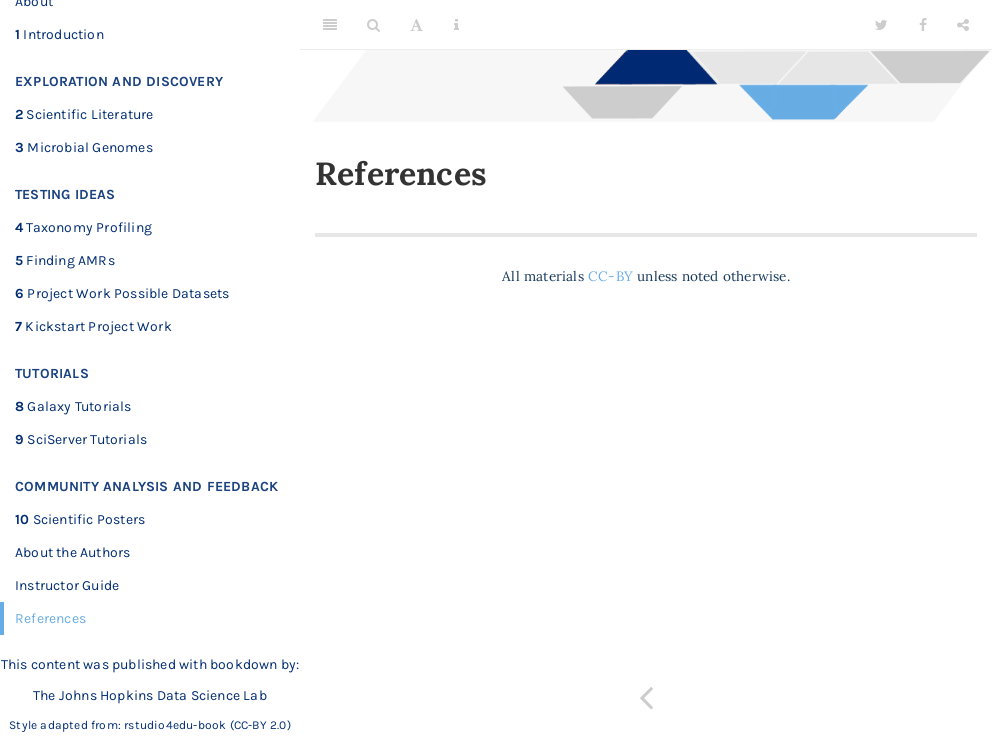 About
1 Introduction
EXPLORATION AND DISCOVERY
2 Scientific Literature
3 Microbial Genomes
TESTING IDEAS
4 Taxonomy Profiling
5 Finding AMRs
6 Project Work Possible Datasets
7 Kickstart Project Work
TUTORIALS
8 Galaxy Tutorials
9 SciServer Tutorials
COMMUNITY ANALYSIS AND FEEDBACK
10 Scientific Posters
About the Authors
Instructor Guide
References
This content was published with bookdown by:
The Johns Hopkins Data Science Lab
Style adapted from: rstudio4edu-book (CC-BY 2.0)
References
All materials CC-BY unless noted otherwise.